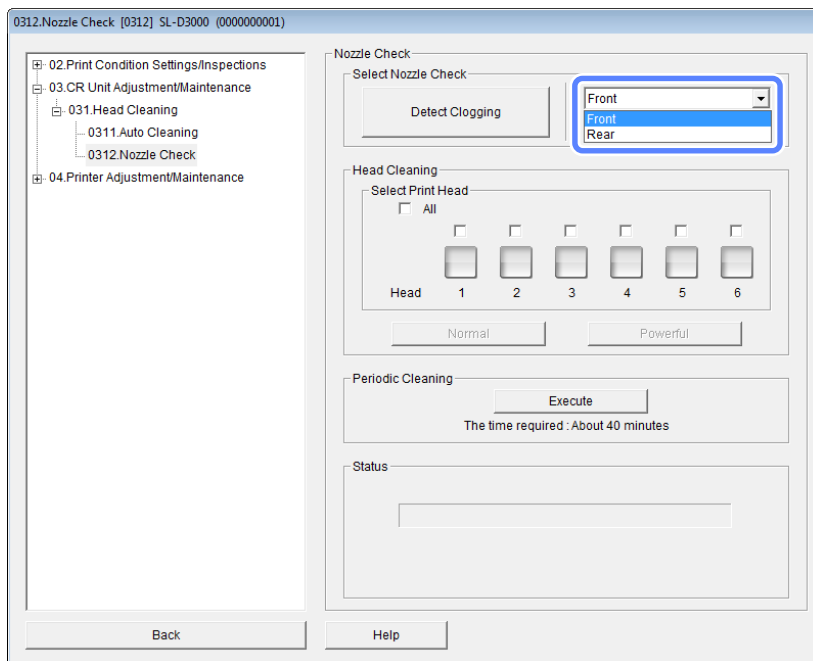 0312.Nozzle Check [0312] SL-D3000 (0000000001)
02.Print Condition Settings/Inspections
03.CR Unit Adjustment/Maintenance
031.Head Cleaning
0311.Auto Cleaning
0312.Nozzle Check
04.Printer Adjustment/Maintenance
Nozzle Check
Select Nozzle Check
Detect Clogging
Front
Front
Rear
Head Cleaning
Select Print Head
All
Head 1 2 3 4 5 6
Normal Powerful
Periodic Cleaning
Execute
The time required : About 40 minutes
Status
Back Help